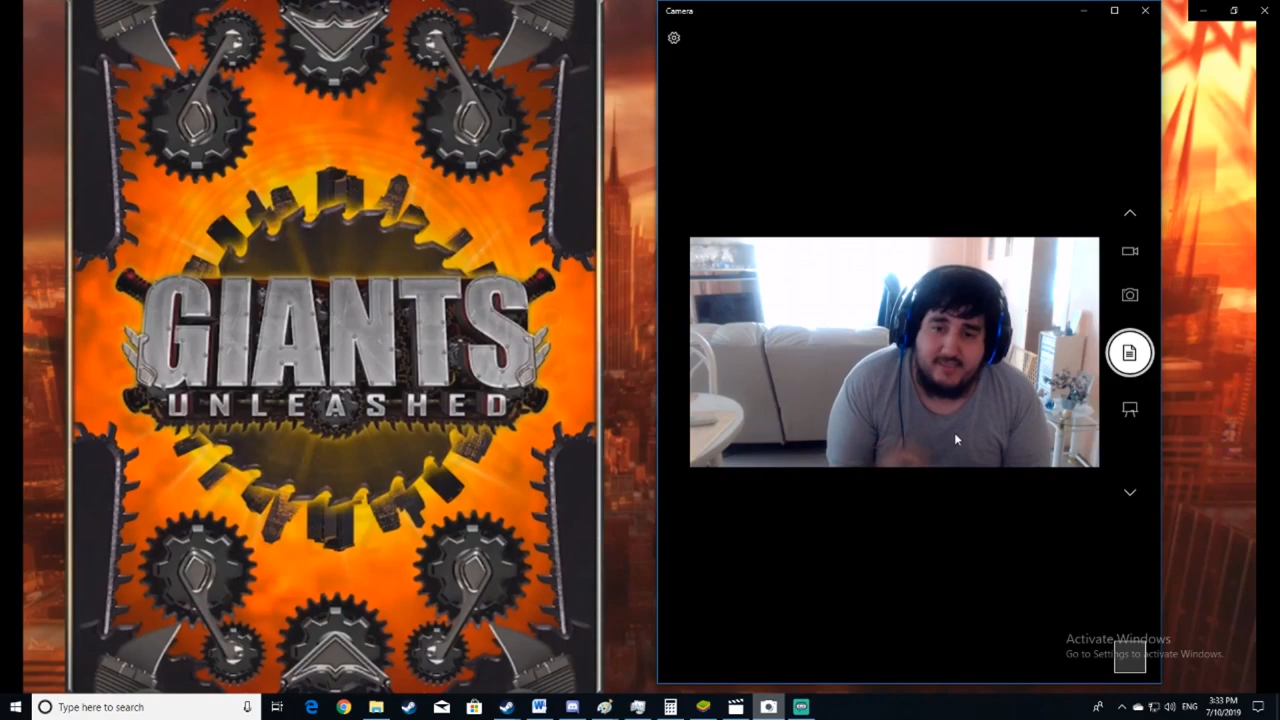 Camera
GIANTS
UNLEASHED
Activate Windows
Go to Settings to activate Windows.
Type here to search
ENG
3:33 PM
7/10/2019